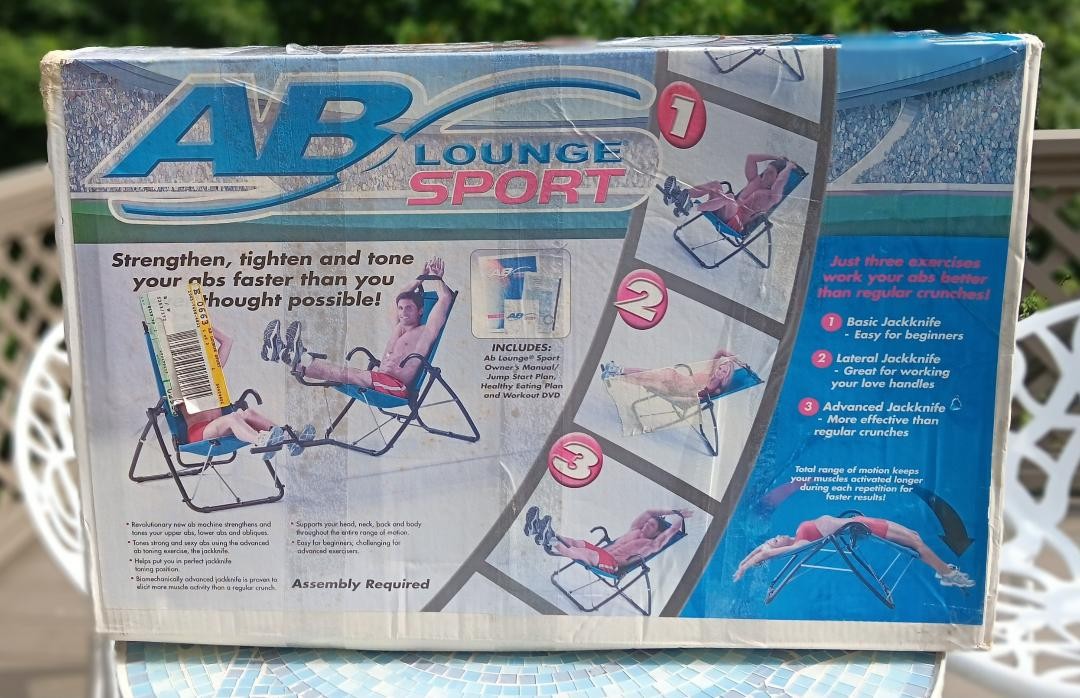 AB
LOUNGE
SPORT
Strengthen, tighten and tone
your abs faster than you
thought possible!
INCLUDES:
Ab Lounge® Sport
Owner's Manual/
Jump Start Plan,
Healthy Eating Plan
and Workout DVD
• Revolutionary new ab machine strengthens and
tones your upper abs, lower abs and obliques.
• Tones strong and sexy abs using the advanced
ab toning exercise, the jackknife.
• Helps put you in perfect jackknife
toning position.
• Biomechanically advanced jackknife is proven to
elicit more muscle activity than a regular crunch.
• Supports your head, neck, back and body
throughout the entire range of motion.
• Easy for beginners; challenging for
advanced exercisers.
Assembly Required
1
2
3
Just three exercises
work your abs better
than regular crunches!
1 Basic Jackknife
- Easy for beginners
2 Lateral Jackknife
- Great for working
your love handles
3 Advanced Jackknife
- More effective than
regular crunches
Total range of motion keeps
your muscles activated longer
during each repetition for
faster results!